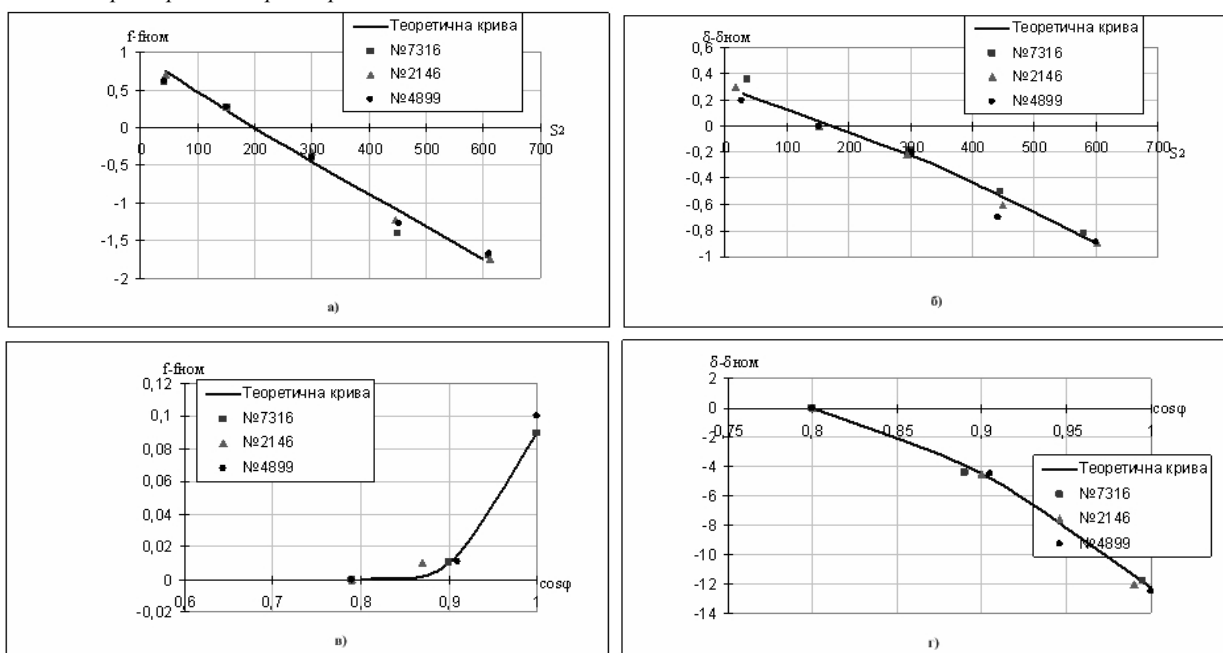 f-fном
1
0,5
0
-0,5
-1
-1,5
-2
0 100 200 300 400 500 600 700
S2
Теоретична крива
№7316
№2146
№4899
а)
δ-δном
0,6
0,4
0,2
0
-0,2
-0,4
-0,6
-0,8
-1
0 100 200 300 400 500 600 700
S2
Теоретична крива
№7316
№2146
№4899
б)
f-fном
0,12
0,1
0,08
0,06
0,04
0,02
0
-0,02
0,6 0,7 0,8 0,9 1
cosφ
Теоретична крива
№7316
№2146
№4899
в)
δ-δном
2
0
-2
-4
-6
-8
-10
-12
-14
0,75 0,8 0,85 0,9 0,95 1
cosφ
Теоретична крива
№7316
№2146
№4899
г)